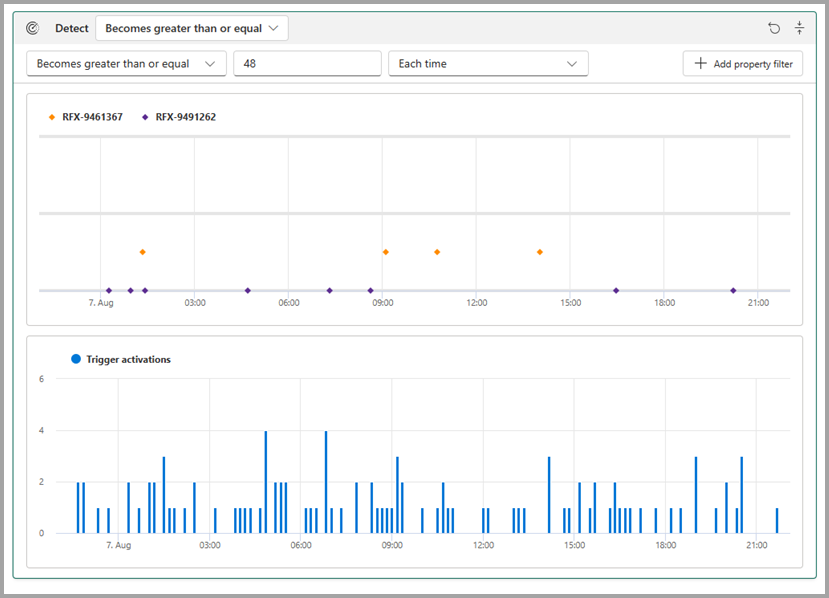 Detect Becomes greater than or equal
Becomes greater than or equal 48 Each time Add property filter
RFX-9461367 RFX-9491262
7. Aug 03:00 06:00 09:00 12:00 15:00 18:00 21:00
Trigger activations
6
4
2
0
7. Aug 03:00 06:00 09:00 12:00 15:00 18:00 21:00